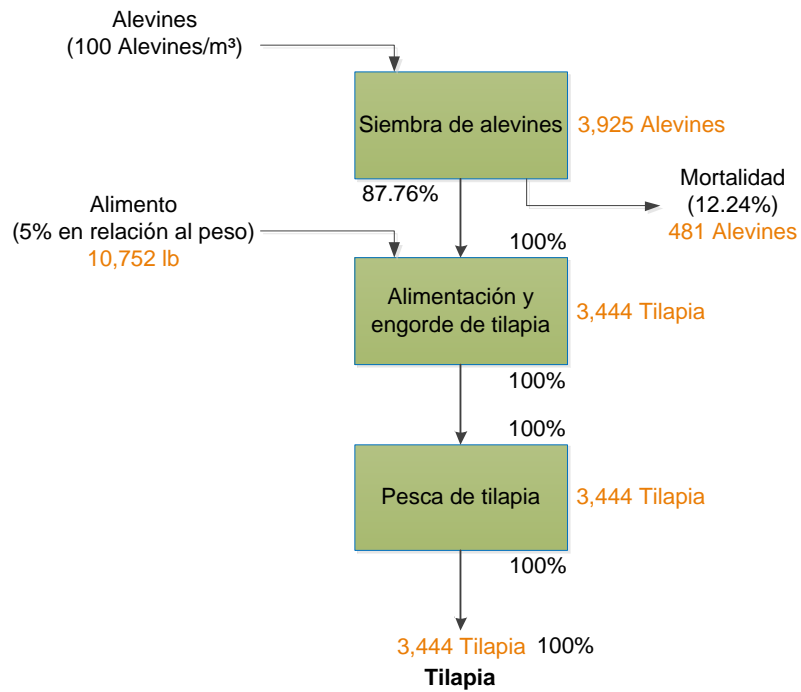 Alevines
(100 Alevines/m³)
Siembra de alevines
3,925 Alevines
87.76%
Mortalidad
(12.24%)
481 Alevines
Alimento
(5% en relación al peso)
10,752 lb
100%
Alimentación y
engorde de tilapia
3,444 Tilapia
100%
100%
Pesca de tilapia
3,444 Tilapia
100%
3,444 Tilapia 100%
Tilapia